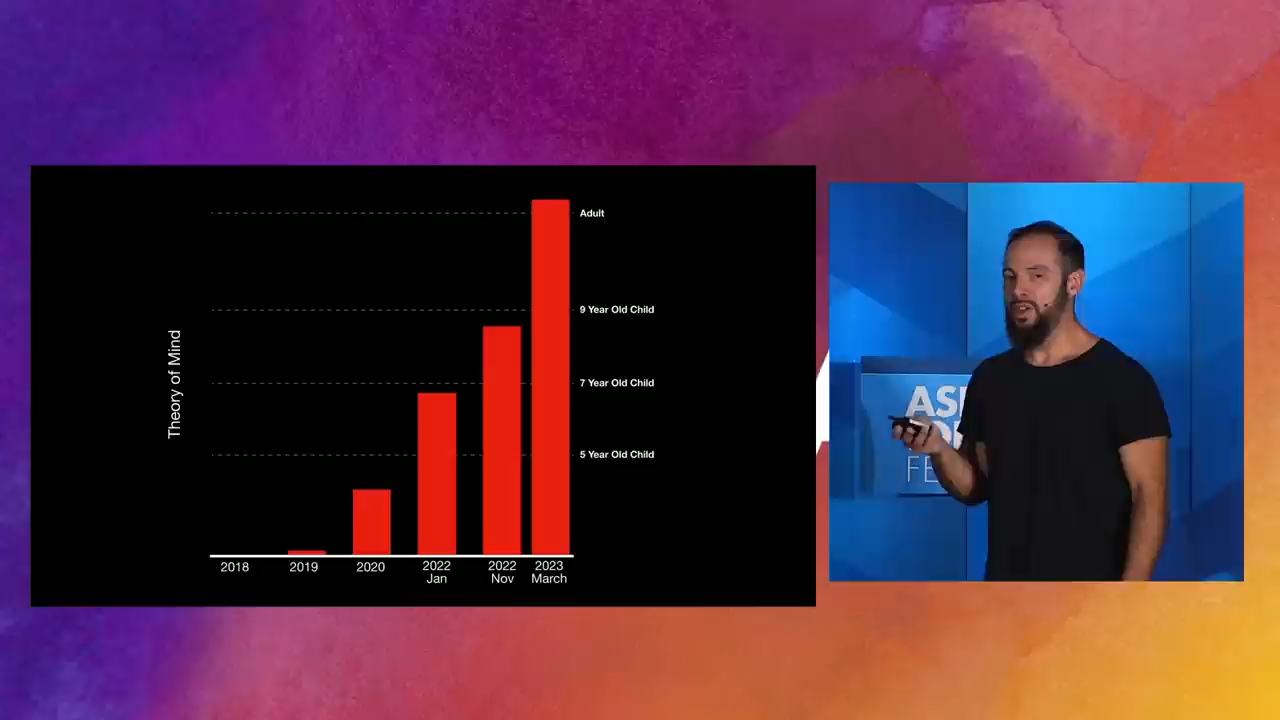 Theory of Mind
Adult
9 Year Old Child
7 Year Old Child
5 Year Old Child
2018
2019
2020
2022
Jan
2022
Nov
2023
March